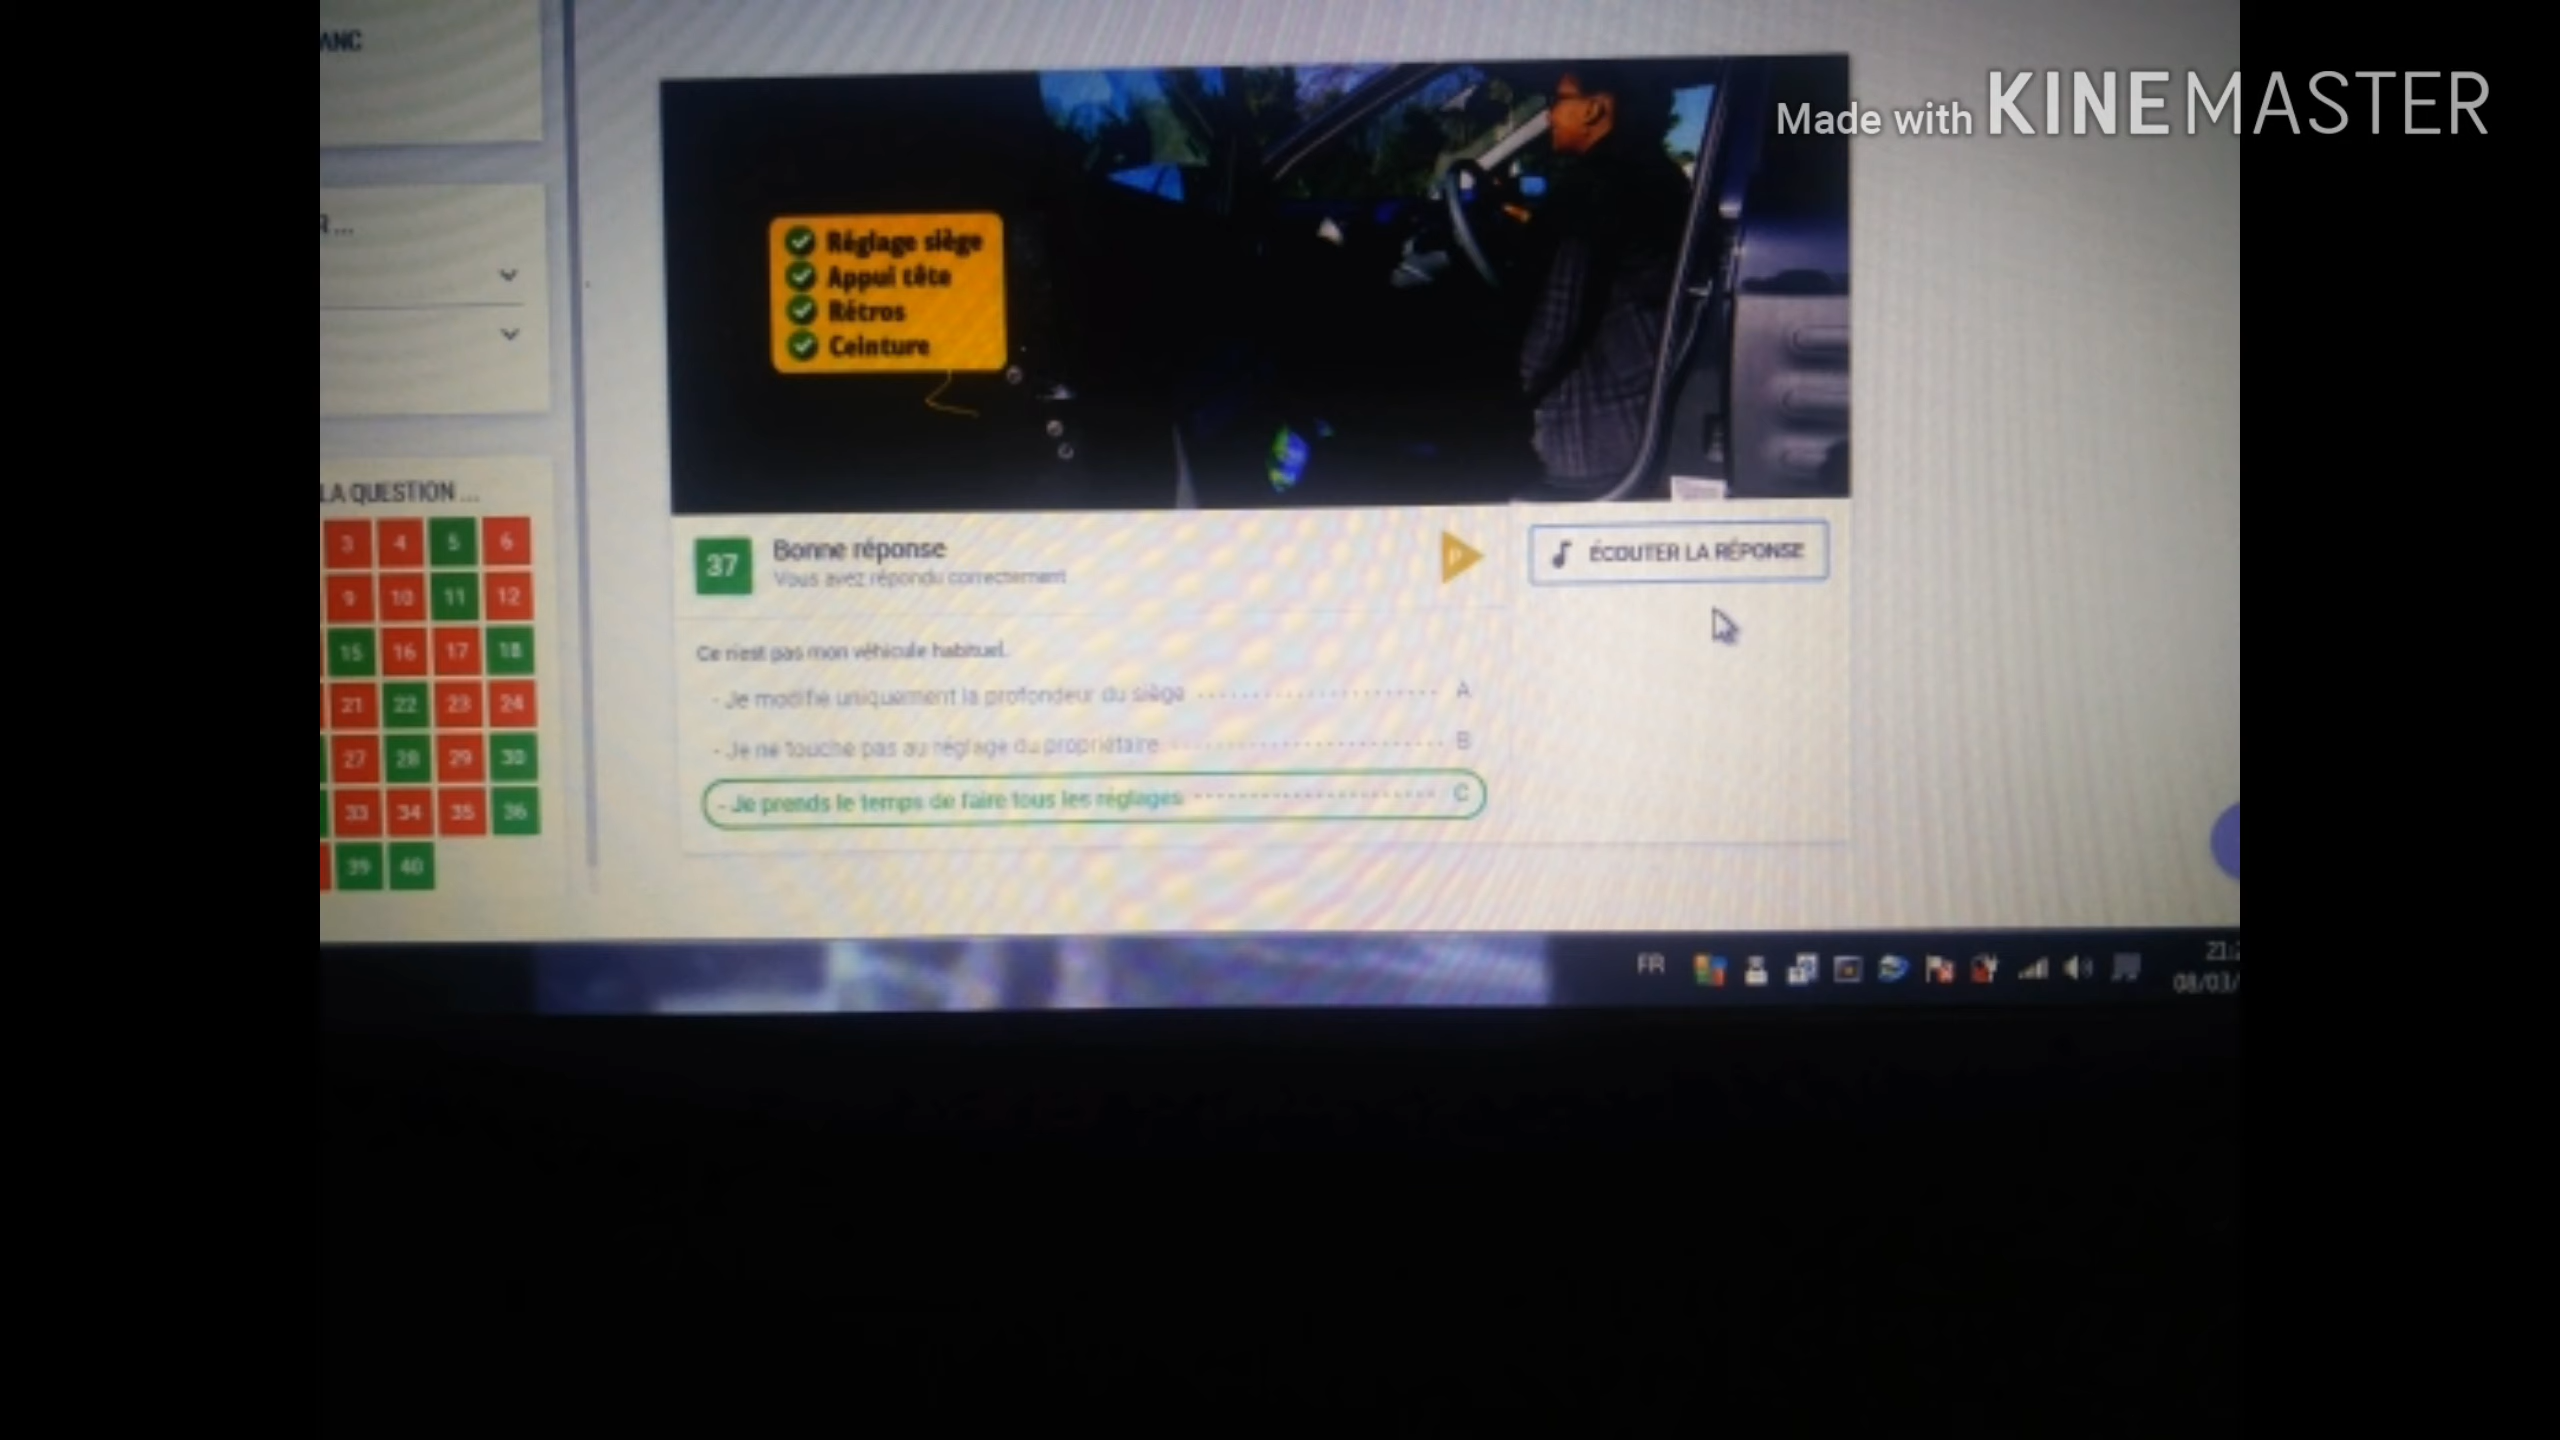 ANC
Made with KINEMASTER
R ...
Réglage siège
Appui tête
Rétros
Ceinture
LA QUESTION ...
3 4 5 6
9 10 11 12
15 16 17 18
21 22 23 24
27 28 29 30
33 34 35 36
39 40
37 Bonne réponse
Vous avez répondu correctement
ÉCOUTER LA RÉPONSE
Ce n'est pas mon véhicule habituel.
- Je modifie uniquement la profondeur du siège A
- Je ne touche pas au réglage du propriétaire B
- Je prends le temps de faire tous les réglages C
FR
21:
08/03/